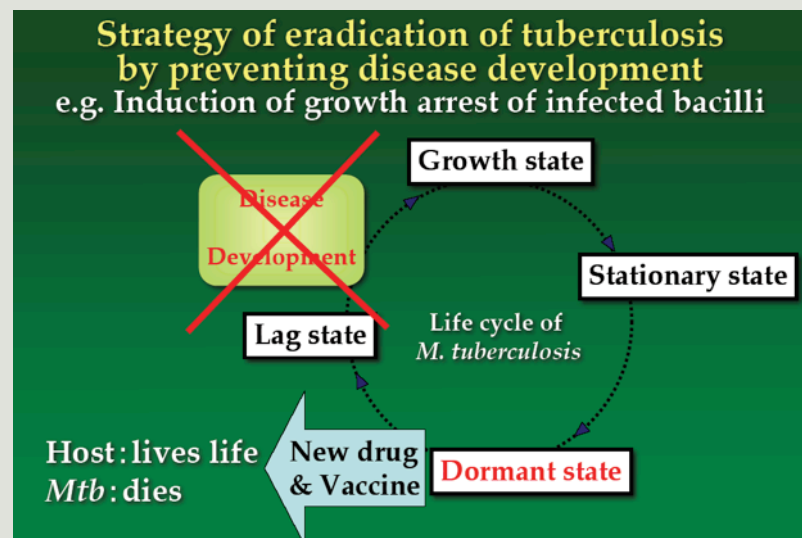 Strategy of eradication of tuberculosis
by preventing disease development
e.g. Induction of growth arrest of infected bacilli
Growth state
Disease
Development
Stationary state
Lag state
Life cycle of
M. tuberculosis
Host: lives life
Mtb: dies
New drug
& Vaccine
Dormant state